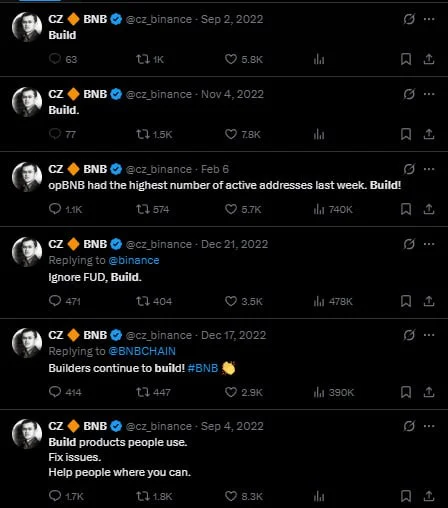 CZ 🔶 BNB @cz_binance · Sep 2, 2022
Build
63 1K 5.8K
CZ 🔶 BNB @cz_binance · Nov 4, 2022
Build.
77 1.5K 7.8K
CZ 🔶 BNB @cz_binance · Feb 6
opBNB had the highest number of active addresses last week. Build!
1.1K 574 5.7K 740K
CZ 🔶 BNB @cz_binance · Dec 21, 2022
Replying to @binance
Ignore FUD, Build.
471 404 3.5K 478K
CZ 🔶 BNB @cz_binance · Dec 17, 2022
Replying to @BNBCHAIN
Builders continue to build! #BNB 👏
414 447 2.9K 390K
CZ 🔶 BNB @cz_binance · Sep 4, 2022
Build products people use.
Fix issues.
Help people where you can.
1.7K 1.8K 8.3K